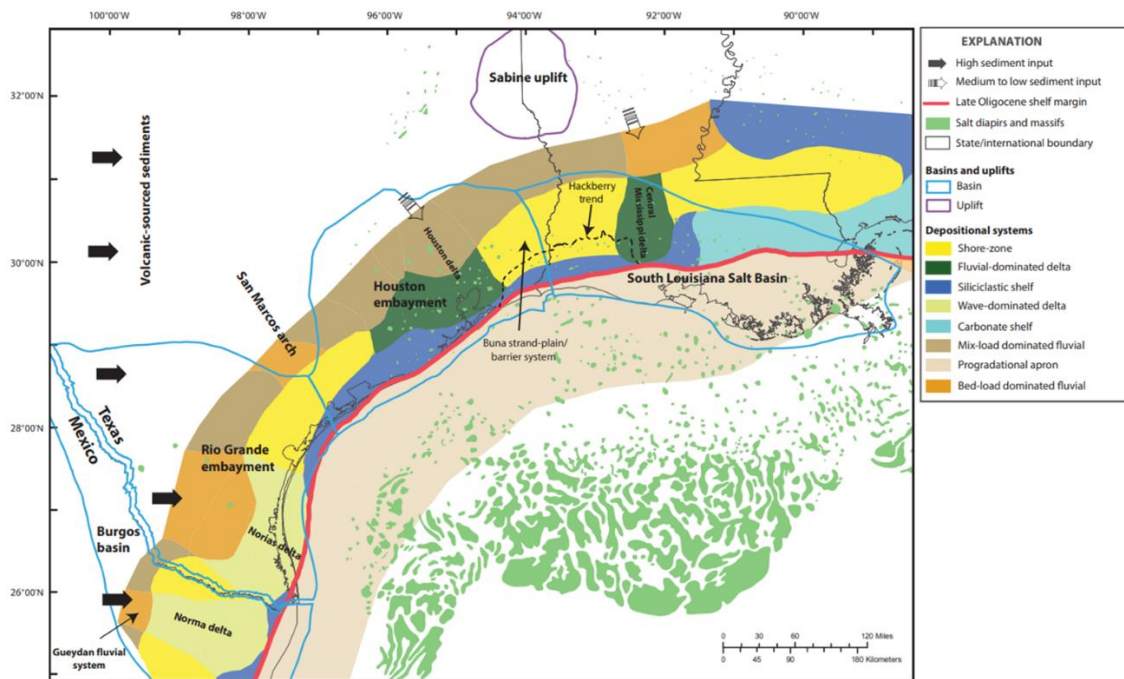 100°00'W
98°00'W
96°00'W
94°00'W
92°00'W
90°00'W
32°00'N
30°00'N
28°00'N
26°00'N
Sabine uplift
Volcanic-sourced sediments
Hackberry
trend
Central
Mississippi delta
Houston delta
San Marcos arch
Houston
embayment
South Louisiana Salt Basin
Buna strand-plain/
barrier system
Texas
Mexico
Rio Grande
embayment
Burgos
basin
Norias delta
Norma delta
Gueydan fluvial
system
0 30 60 120 Miles
0 45 90 180 Kilometers
EXPLANATION
High sediment input
Medium to low sediment input
Late Oligocene shelf margin
Salt diapirs and massifs
State/international boundary
Basins and uplifts
Basin
Uplift
Depositional systems
Shore-zone
Fluvial-dominated delta
Siliciclastic shelf
Wave-dominated delta
Carbonate shelf
Mix-load dominated fluvial
Progradational apron
Bed-load dominated fluvial